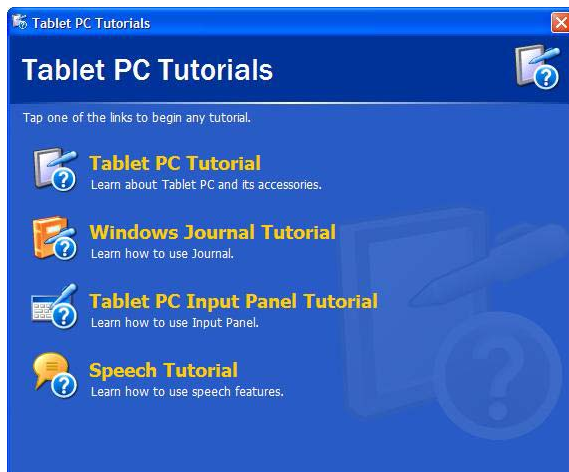 Tablet PC Tutorials
Tablet PC Tutorials
Tap one of the links to begin any tutorial.
Tablet PC Tutorial
Learn about Tablet PC and its accessories.
Windows Journal Tutorial
Learn how to use Journal.
Tablet PC Input Panel Tutorial
Learn how to use Input Panel.
Speech Tutorial
Learn how to use speech features.